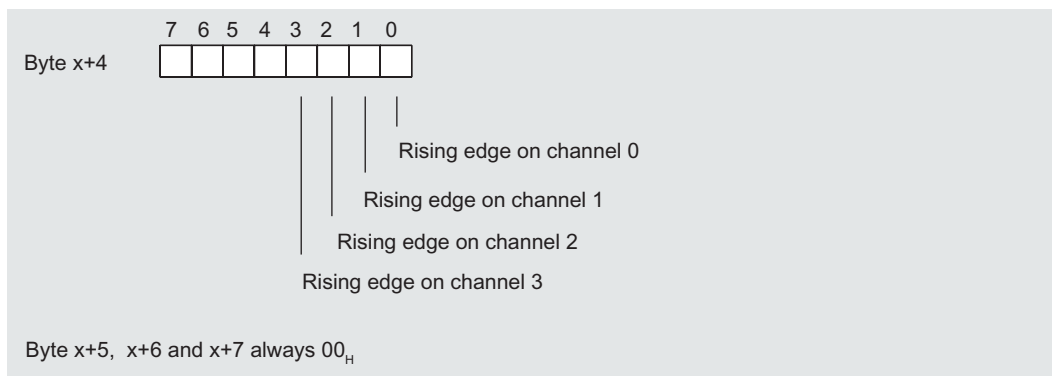 7 6 5 4 3 2 1 0
Byte x+4
Rising edge on channel 0
Rising edge on channel 1
Rising edge on channel 2
Rising edge on channel 3
Byte x+5, x+6 and x+7 always 00H